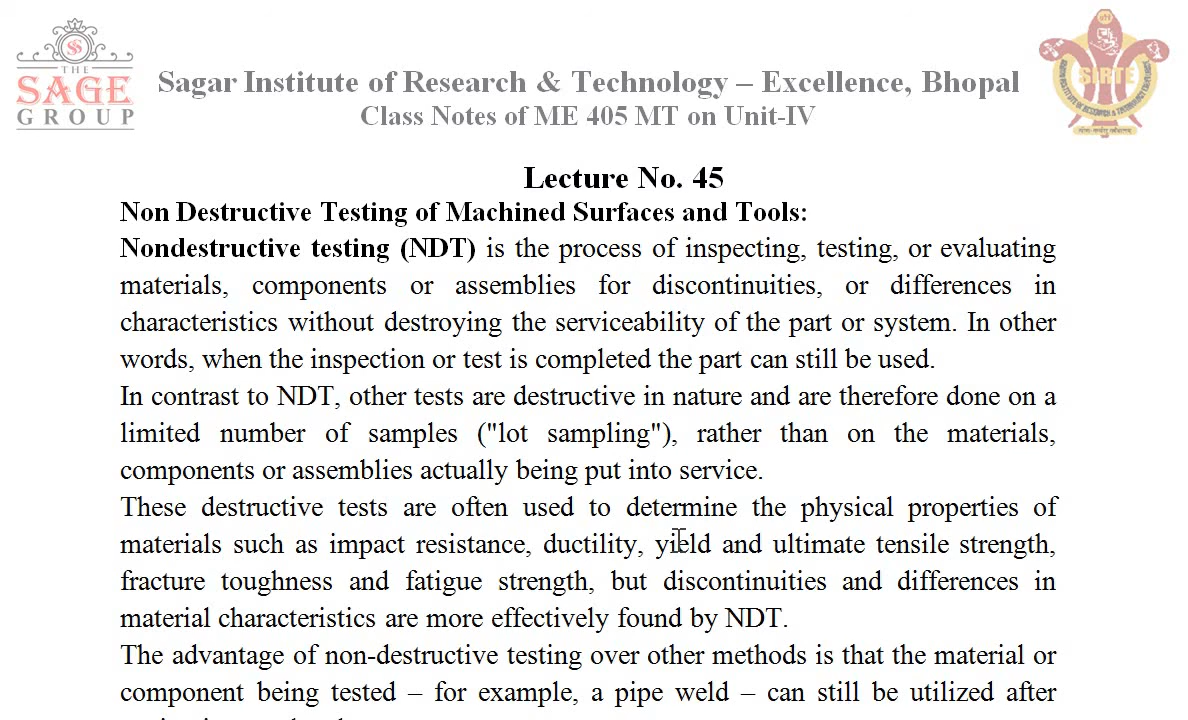 THE
SAGE
GROUP
SIRTE
Sagar Institute of Research & Technology – Excellence, Bhopal
Class Notes of ME 405 MT on Unit-IV
Lecture No. 45
Non Destructive Testing of Machined Surfaces and Tools:
Nondestructive testing (NDT) is the process of inspecting, testing, or evaluating
materials, components or assemblies for discontinuities, or differences in
characteristics without destroying the serviceability of the part or system. In other
words, when the inspection or test is completed the part can still be used.
In contrast to NDT, other tests are destructive in nature and are therefore done on a
limited number of samples ("lot sampling"), rather than on the materials,
components or assemblies actually being put into service.
These destructive tests are often used to determine the physical properties of
materials such as impact resistance, ductility, yield and ultimate tensile strength,
fracture toughness and fatigue strength, but discontinuities and differences in
material characteristics are more effectively found by NDT.
The advantage of non-destructive testing over other methods is that the material or
component being tested – for example, a pipe weld – can still be utilized after